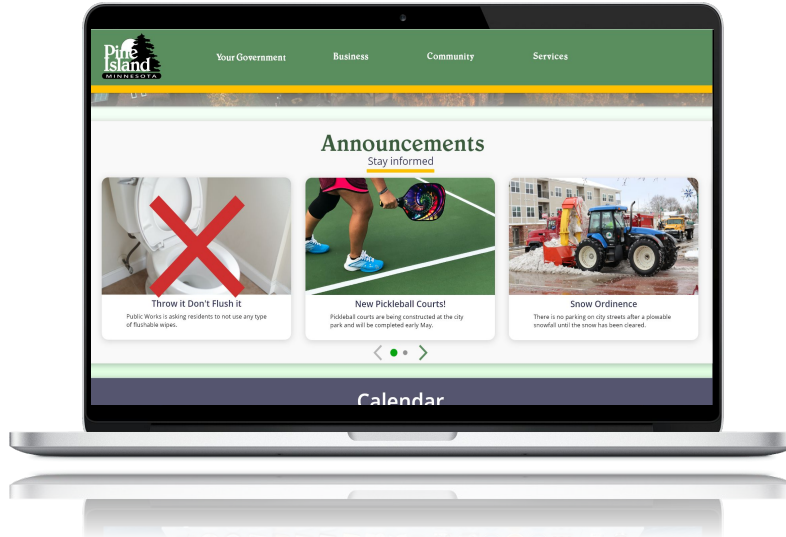 Pine
Island
MINNESOTA
Your Government
Business
Community
Services
Announcements
Stay informed
Throw it Don't Flush it
Public Works is asking residents to not use any type
of flushable wipes.
New Pickleball Courts!
Pickleball courts are being constructed at the city
park and will be completed early May.
Snow Ordinence
There is no parking on city streets after a plowable
snowfall until the snow has been cleared.
Calendar